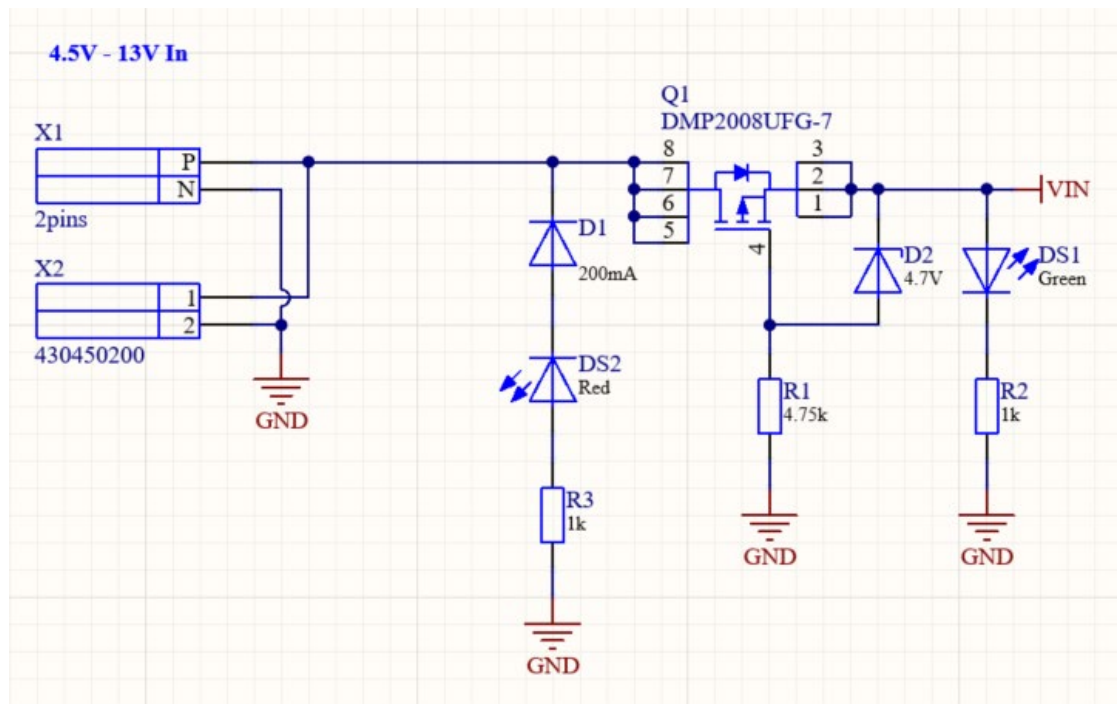 4.5V - 13V In
X1
P
N
2pins
X2
1
2
430450200
GND
D1
200mA
DS2
Red
R3
1k
GND
Q1
DMP2008UFG-7
8
7
6
5
3
2
1
4
VIN
D2
4.7V
DS1
Green
R1
4.75k
GND
R2
1k
GND